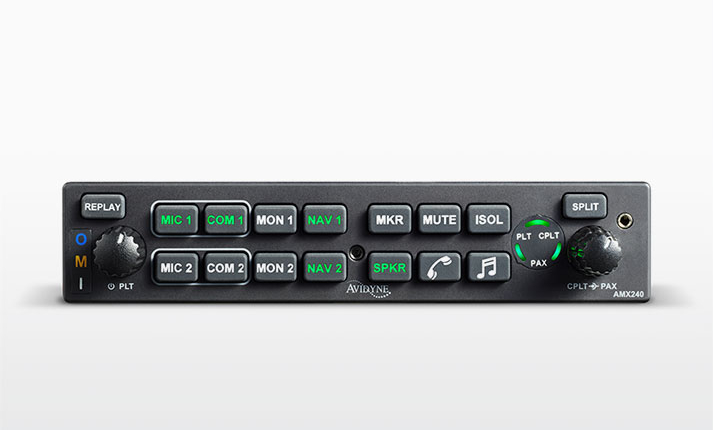 REPLAY
MIC 1 COM 1 MON 1 NAV 1 MKR MUTE ISOL
SPLIT
O
M
I
PLT CPLT
PAX
MIC 2 COM 2 MON 2 NAV 2 SPKR
PLT
AVIDYNE
CPLT PAX
AMX240